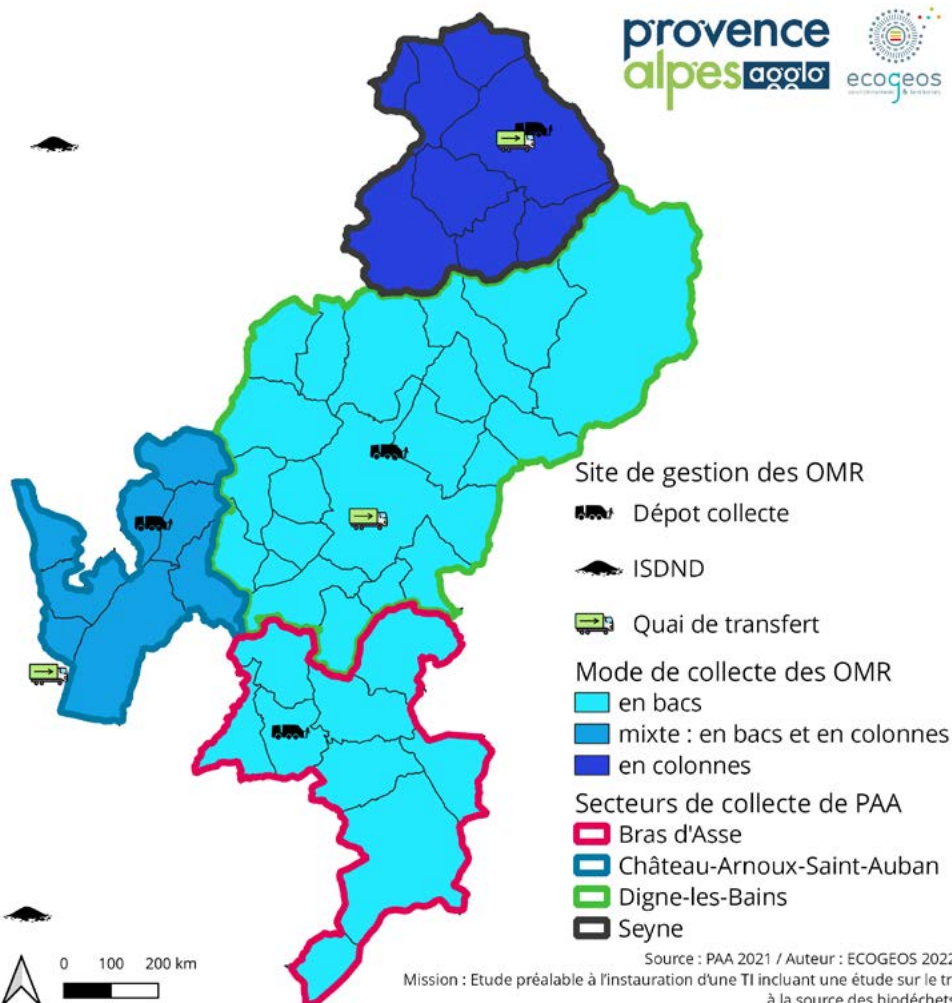 provence
alpes agglo
ecogeos
Site de gestion des OMR
Dépot collecte
ISDND
Quai de transfert
Mode de collecte des OMR
en bacs
mixte : en bacs et en colonnes
en colonnes
Secteurs de collecte de PAA
Bras d'Asse
Château-Arnoux-Saint-Auban
Digne-les-Bains
Seyne
0 100 200 km
Source : PAA 2021 / Auteur : ECOGEOS 2022
Mission : Etude préalable à l'instauration d'une TI incluant une étude sur le tr
à la source des biodéchet